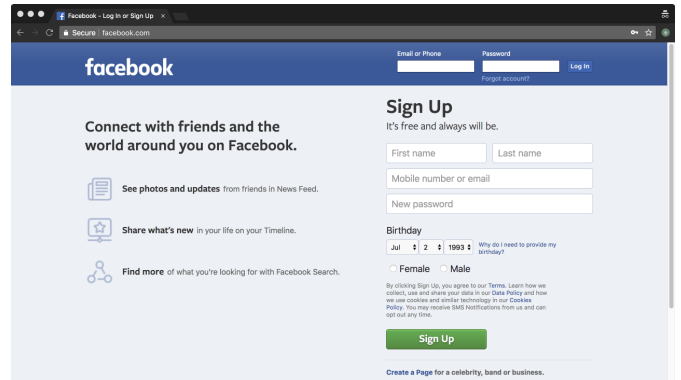 Facebook - Log In or Sign Up
Secure facebook.com
facebook
Email or Phone
Password
Log In
Forgot account?
Connect with friends and the
world around you on Facebook.
See photos and updates from friends in News Feed.
Share what's new in your life on your Timeline.
Find more of what you're looking for with Facebook Search.
Sign Up
It's free and always will be.
First name
Last name
Mobile number or email
New password
Birthday
Jul 2 1993
Why do I need to provide my
birthday?
Female Male
By clicking Sign Up, you agree to our Terms. Learn how we
collect, use and share your data in our Data Policy and how
we use cookies and similar technology in our Cookies
Policy. You may receive SMS Notifications from us and can
opt out any time.
Sign Up
Create a Page for a celebrity, band or business.